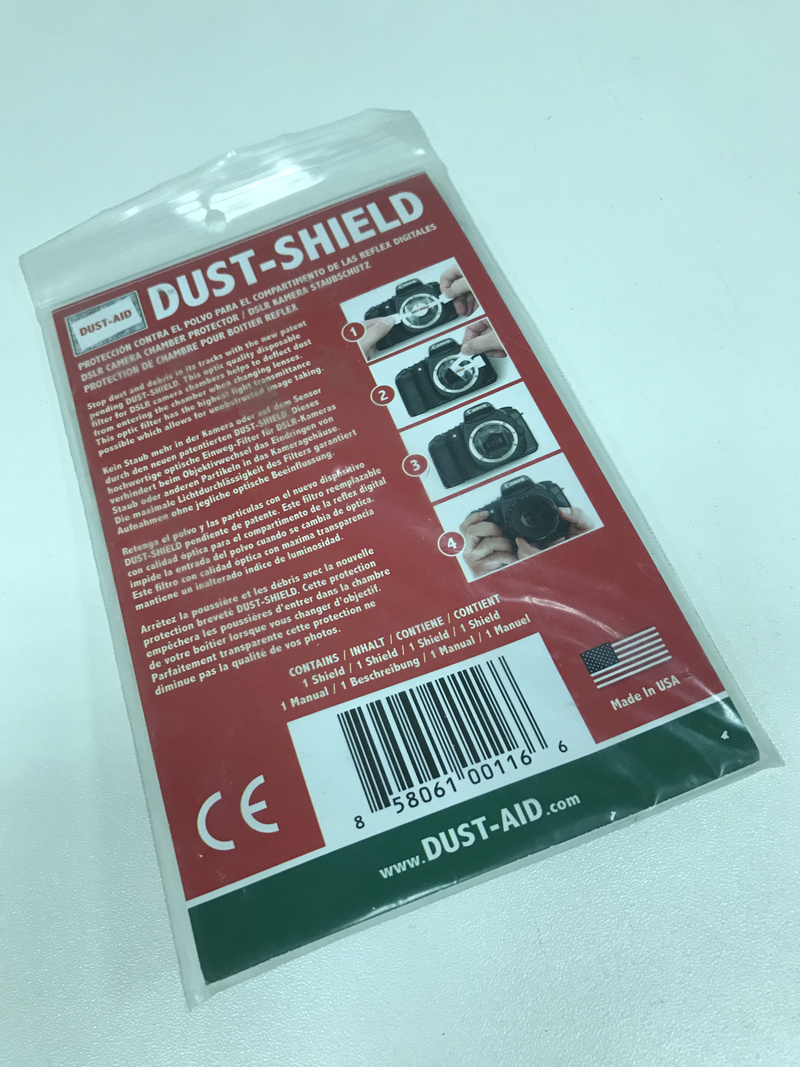 DUST-AID
DUST-SHIELD
PROTECCIÓN CONTRA EL POLVO PARA EL COMPARTIMENTO DE LAS REFLEX DIGITALES
DSLR CAMERA CHAMBER PROTECTOR / DSLR KAMERA STAUBSCHUTZ
PROTECTION DE CHAMBRE POUR BOITIER REFLEX
Stop dust and debris in its tracks with the new patent
pending DUST-SHIELD. This optic quality disposable
filter for DSLR camera chambers helps to deflect dust
from entering the chamber when changing lenses.
This optic filter has the highest light transmittance
possible which allows for unobstructed image taking.
Kein Staub mehr in der Kamera oder auf dem Sensor
durch den neuen patentierten DUST-SHIELD. Dieses
hochwertige optische Einweg-Filter für DSLR-Kameras
verhindert beim Objektivwechsel das Eindringen von
Staub oder anderen Partikeln in das Kameragehäuse.
Die maximale Lichtdurchlässigkeit des Filters garantiert
Aufnahmen ohne jegliche optische Beeinflussung.
Retenga el polvo y las particulas con el nuevo dispositivo
DUST-SHIELD pendiente de patente. Este filtro reemplazable
con calidad óptica para el compartimento de la reflex digital
impide la entrada del polvo cuando se cambia de óptica.
Este filtro con calidad óptica con maxima transparencia
mantiene un inalterado indice de luminosidad.
Arrêtez la poussière et les débris avec la nouvelle
protection breveté DUST-SHIELD. Cette protection
empêchera les poussières d'entrer dans la chambre
de votre boitier lorsque vous changer d'objectif.
Parfaitement transparente cette protection ne
diminue pas la qualité de vos photos.
1
2
3
Canon
4
Canon
CONTAINS / INHALT / CONTIENE / CONTIENT
1 Shield / 1 Shield / 1 Shield / 1 Shield
1 Manual / 1 Beschreibung / 1 Manual / 1 Manuel
Made In USA
8 58061 00116 6
CE
www.DUST-AID.com